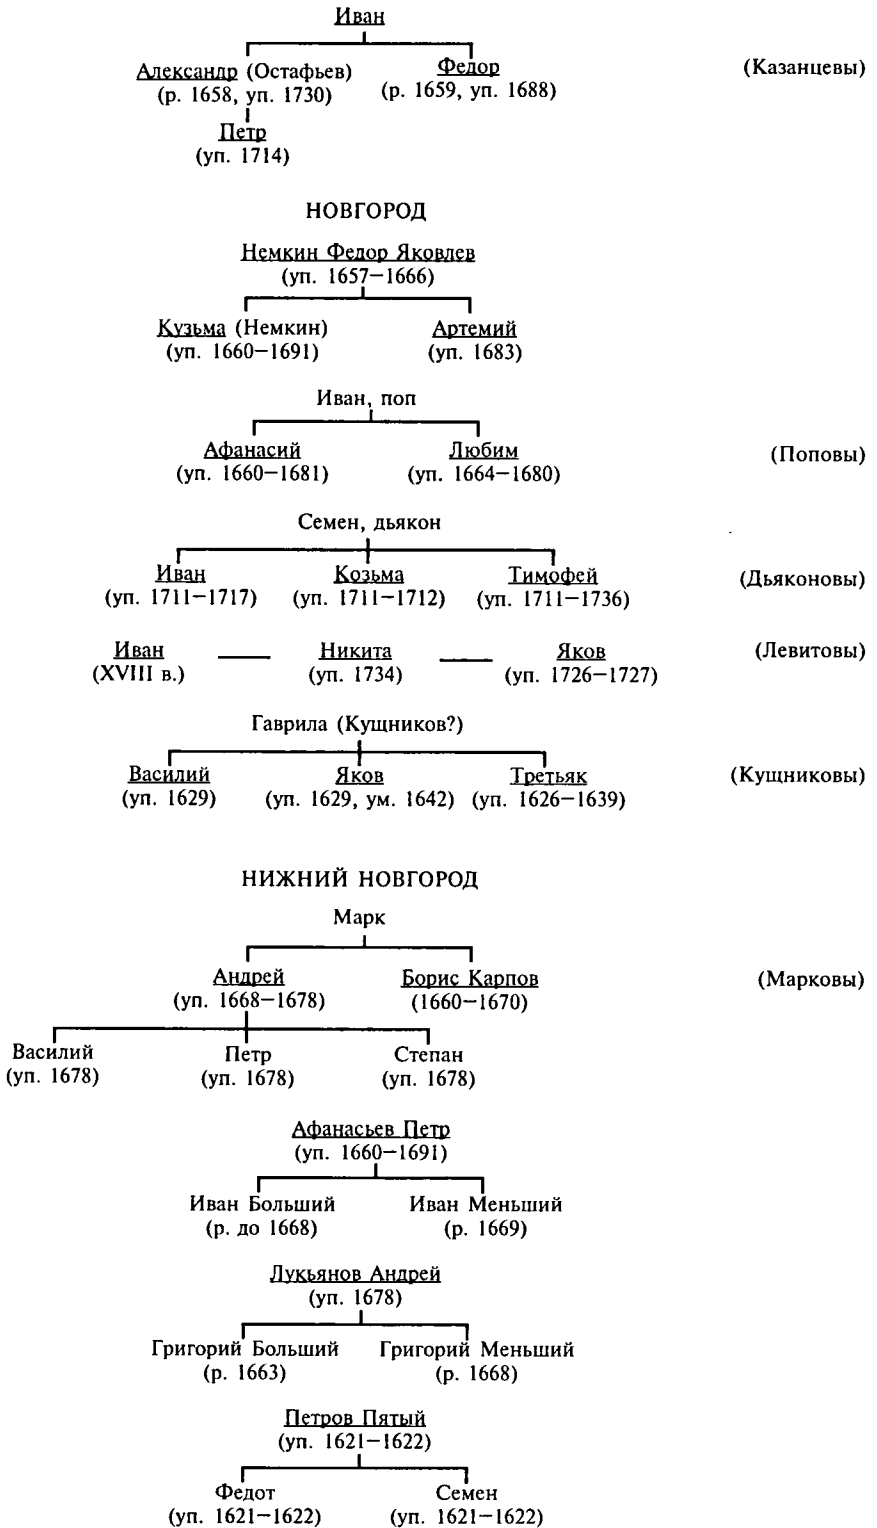 Иван
Александр (Остафьев) Федор (Казанцевы)
(р. 1658, уп. 1730) (р. 1659, уп. 1688)
Петр
(уп. 1714)
НОВГОРОД
Немкин Федор Яковлев
(уп. 1657—1666)
Кузьма (Немкин) Артемий
(уп. 1660—1691) (уп. 1683)
Иван, поп
Афанасий Любим (Поповы)
(уп. 1660—1681) (уп. 1664—1680)
Семен, дьякон
Иван Козьма Тимофей (Дьяконовы)
(уп. 1711—1717) (уп. 1711—1712) (уп. 1711—1736)
Иван — Никита — Яков (Левитовы)
(XVIII в.) (уп. 1734) (уп. 1726—1727)
Гаврила (Кущников?)
Василий Яков Третьяк (Кущниковы)
(уп. 1629) (уп. 1629, ум. 1642) (уп. 1626—1639)
НИЖНИЙ НОВГОРОД
Марк
Андрей Борис Карпов (Марковы)
(уп. 1668—1678) (1660—1670)
Василий Петр Степан
(уп. 1678) (уп. 1678) (уп. 1678)
Афанасьев Петр
(уп. 1660—1691)
Иван Больший Иван Меньший
(р. до 1668) (р. 1669)
Лукьянов Андрей
(уп. 1678)
Григорий Больший Григорий Меньший
(р. 1663) (р. 1668)
Петров Пятый
(уп. 1621—1622)
Федот Семен
(уп. 1621—1622) (уп. 1621—1622)